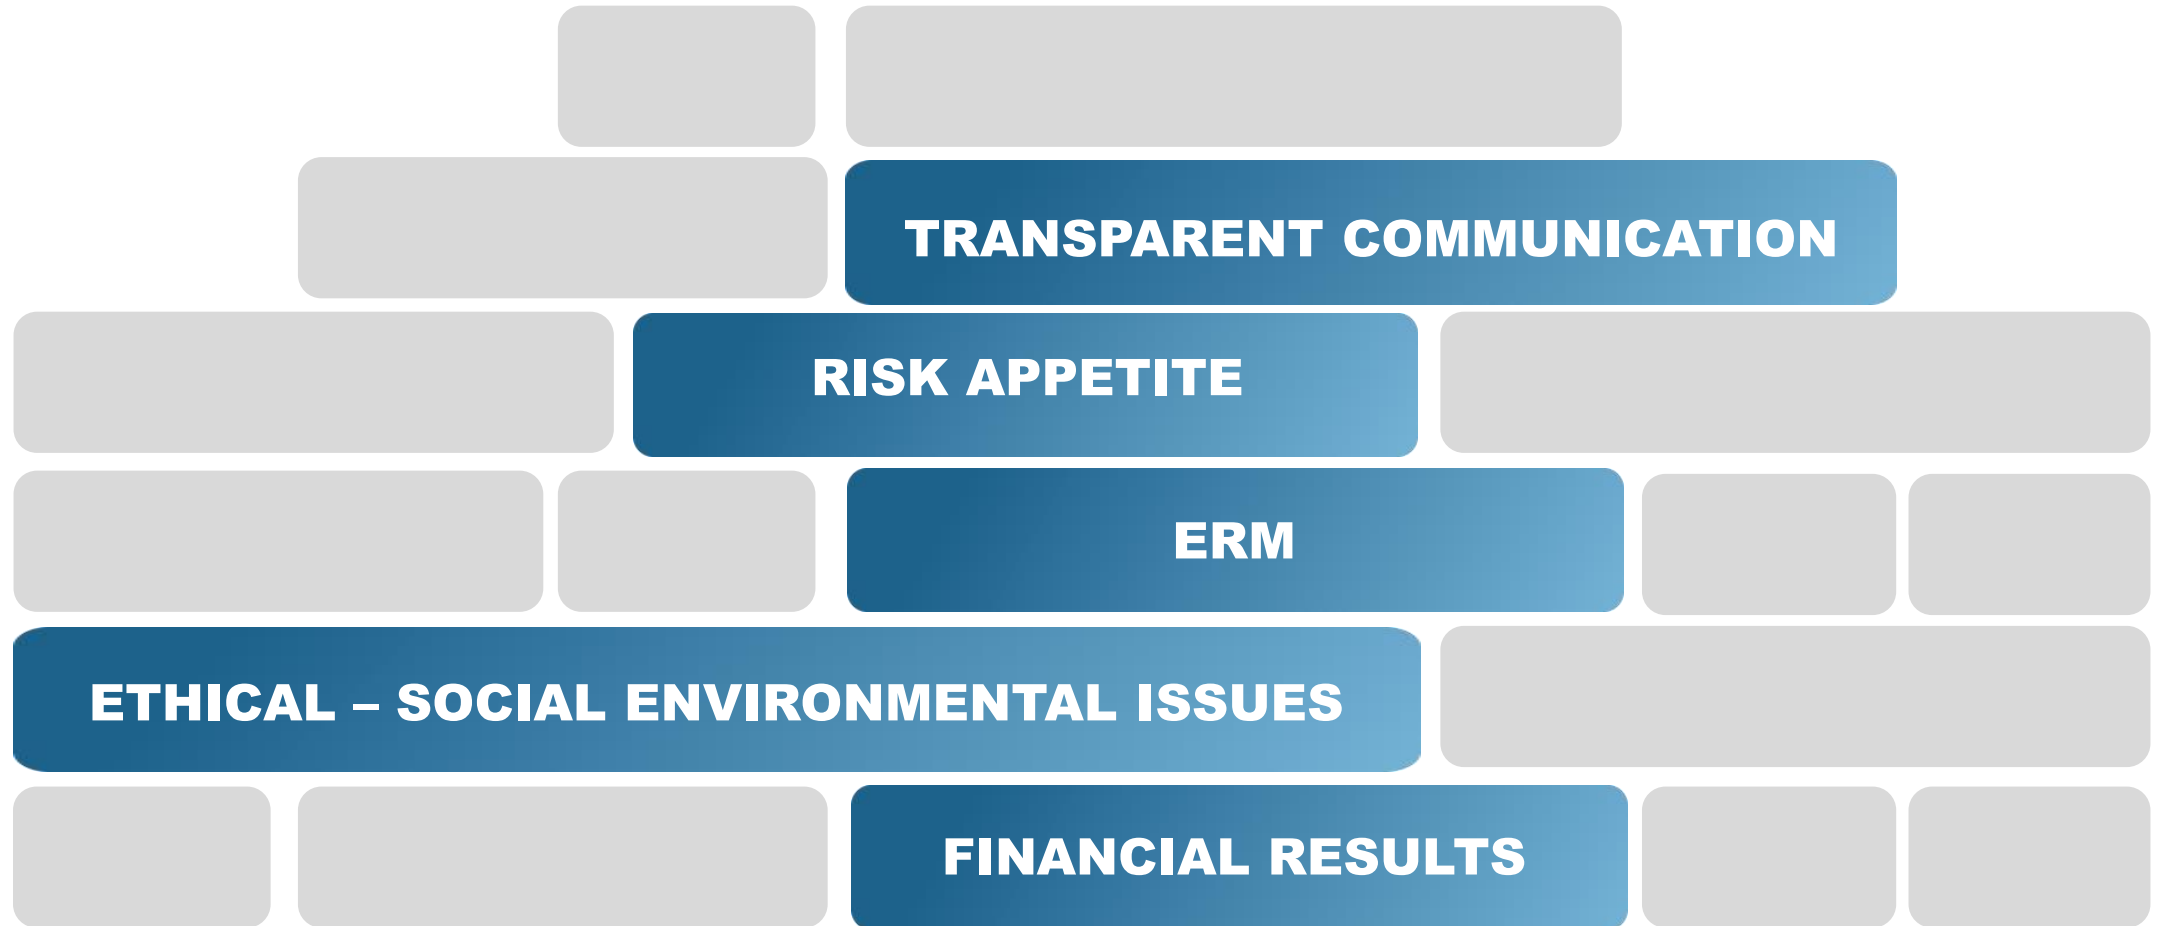 TRANSPARENT COMMUNICATION
RISK APPETITE
ERM
ETHICAL – SOCIAL ENVIRONMENTAL ISSUES
FINANCIAL RESULTS